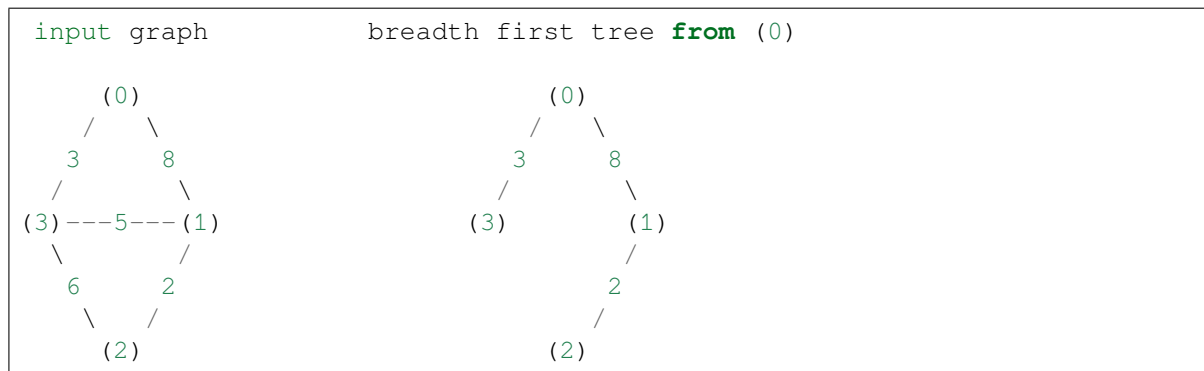 input graph             breadth first tree from (0)
     (0)                         (0)
    /   \                       /   \
   3     8                     3     8
  /       \                   /       \
(3)---5---(1)               (3)       (1)
  \       /                           /
   6     2                           2
    \   /                           /
     (2)                         (2)